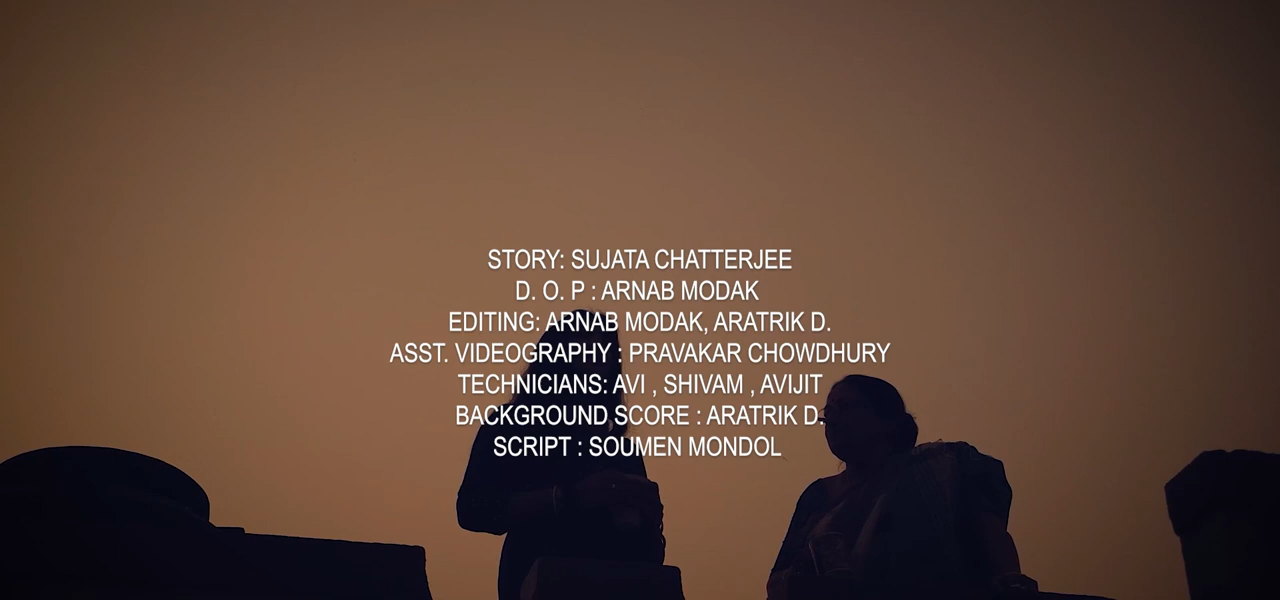 STORY: SUJATA CHATTERJEE
D. O. P : ARNAB MODAK
EDITING: ARNAB MODAK, ARATRIK D.
ASST. VIDEOGRAPHY : PRAVAKAR CHOWDHURY
TECHNICIANS: AVI , SHIVAM , AVIJIT
BACKGROUND SCORE : ARATRIK D.
SCRIPT : SOUMEN MONDOL